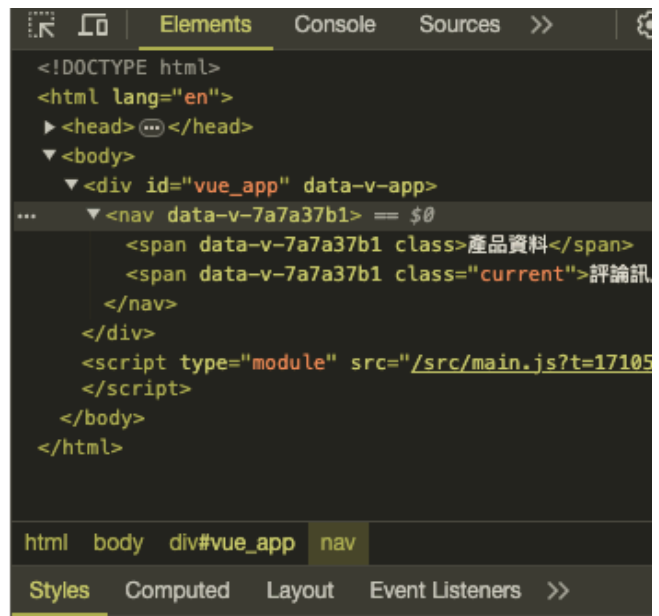 Elements Console Sources >>
<!DOCTYPE html>
<html lang="en">
<head>⋯</head>
<body>
<div id="vue_app" data-v-app>
... <nav data-v-7a7a37b1> == $0
<span data-v-7a7a37b1 class>產品資料</span>
<span data-v-7a7a37b1 class="current">評論訊
</nav>
</div>
<script type="module" src="/src/main.js?t=17105
</script>
</body>
</html>
html body div#vue_app nav
Styles Computed Layout Event Listeners >>